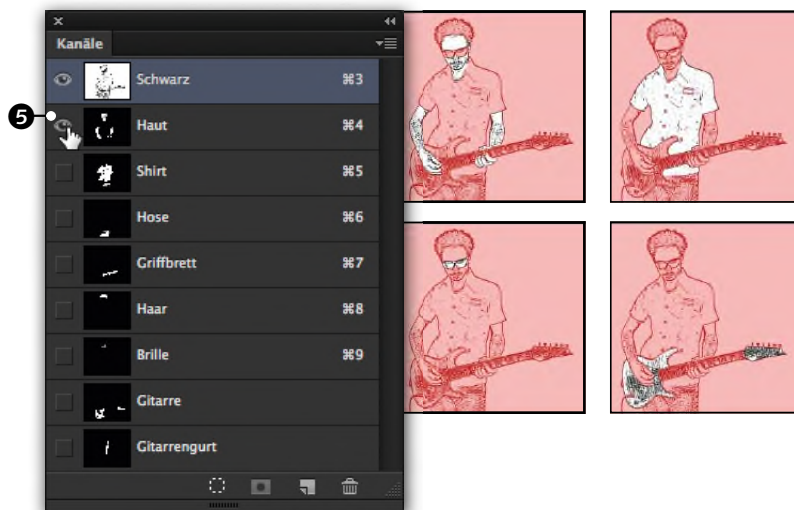 Kanäle
Schwarz ⌘3
5
Haut ⌘4
Shirt ⌘5
Hose ⌘6
Griffbrett ⌘7
Haar ⌘8
Brille ⌘9
Gitarre
Gitarrengurt